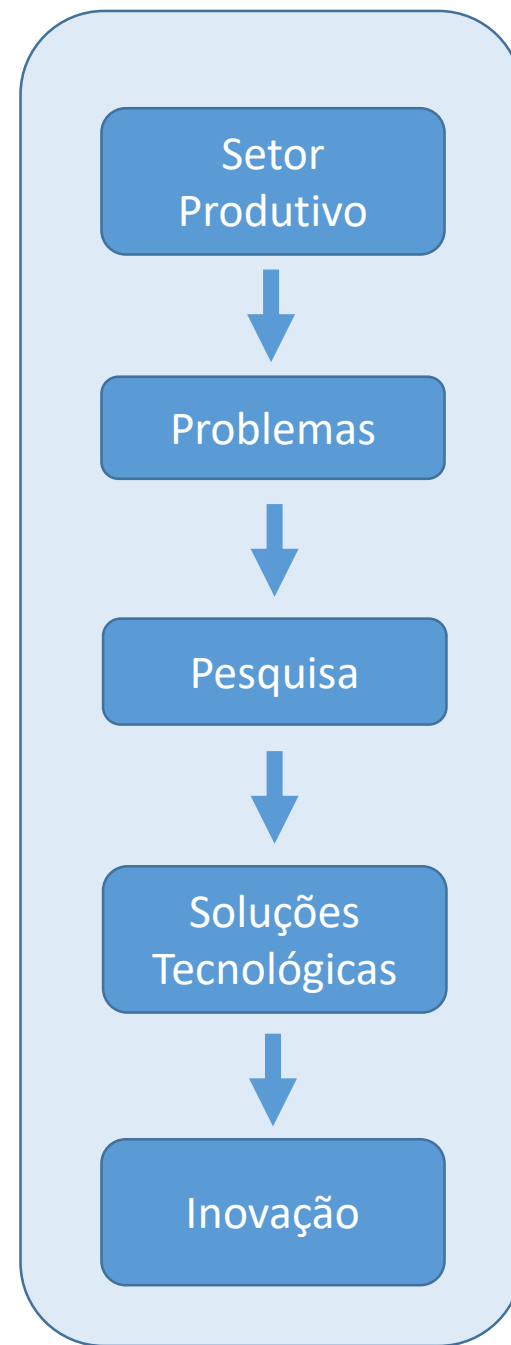 Setor
Produtivo
Problemas
Pesquisa
Soluções
Tecnológicas
Inovação